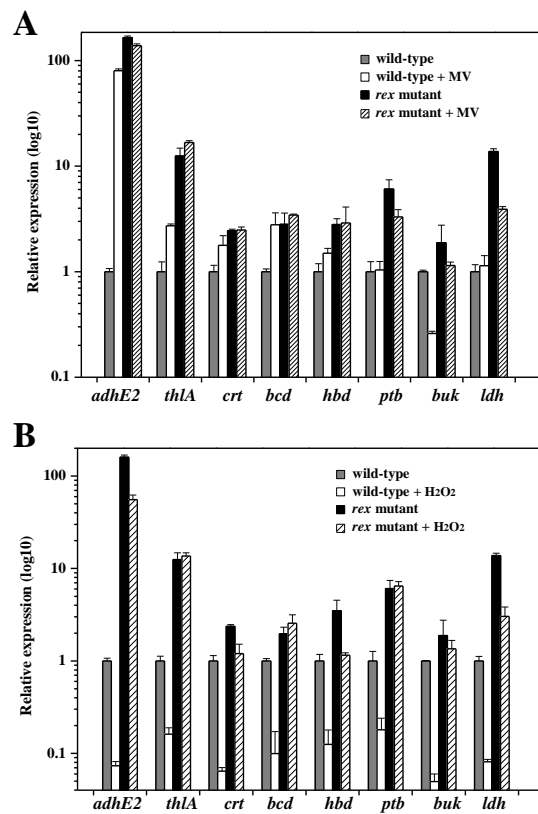 A
wild-type
wild-type + MV
rex mutant
rex mutant + MV
Relative expression (log10)
100
10
1
0.1
adhE2 thlA crt bcd hbd ptb buk ldh
B
wild-type
wild-type + H2O2
rex mutant
rex mutant + H2O2
Relative expression (log10)
100
10
1
0.1
adhE2 thlA crt bcd hbd ptb buk ldh